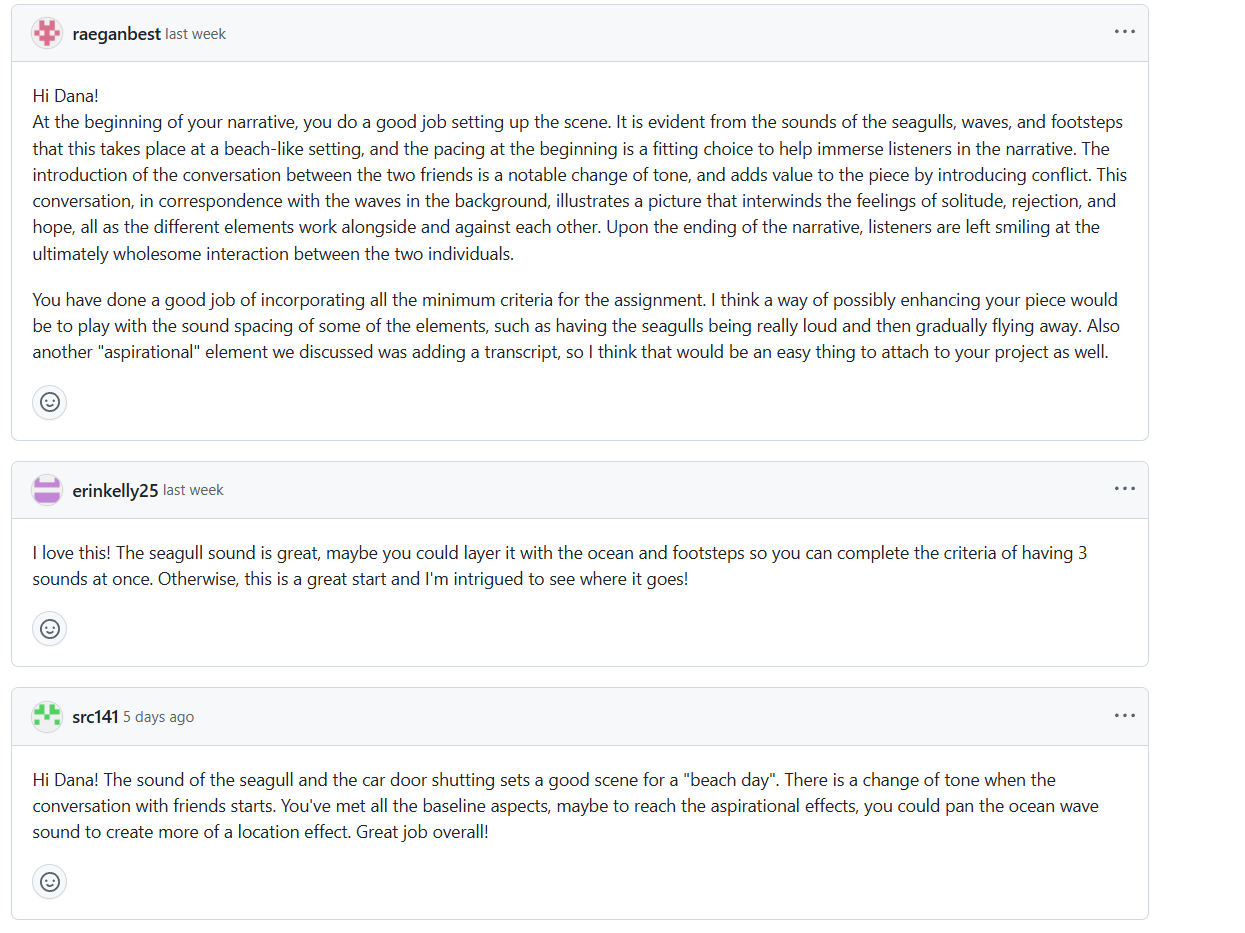 raeganbest last week
Hi Dana!
At the beginning of your narrative, you do a good job setting up the scene. It is evident from the sounds of the seagulls, waves, and footsteps
that this takes place at a beach-like setting, and the pacing at the beginning is a fitting choice to help immerse listeners in the narrative. The
introduction of the conversation between the two friends is a notable change of tone, and adds value to the piece by introducing conflict. This
conversation, in correspondence with the waves in the background, illustrates a picture that interwinds the feelings of solitude, rejection, and
hope, all as the different elements work alongside and against each other. Upon the ending of the narrative, listeners are left smiling at the
ultimately wholesome interaction between the two individuals.
You have done a good job of incorporating all the minimum criteria for the assignment. I think a way of possibly enhancing your piece would
be to play with the sound spacing of some of the elements, such as having the seagulls being really loud and then gradually flying away. Also
another "aspirational" element we discussed was adding a transcript, so I think that would be an easy thing to attach to your project as well.
erinkelly25 last week
I love this! The seagull sound is great, maybe you could layer it with the ocean and footsteps so you can complete the criteria of having 3
sounds at once. Otherwise, this is a great start and I'm intrigued to see where it goes!
src141 5 days ago
Hi Dana! The sound of the seagull and the car door shutting sets a good scene for a "beach day". There is a change of tone when the
conversation with friends starts. You've met all the baseline aspects, maybe to reach the aspirational effects, you could pan the ocean wave
sound to create more of a location effect. Great job overall!